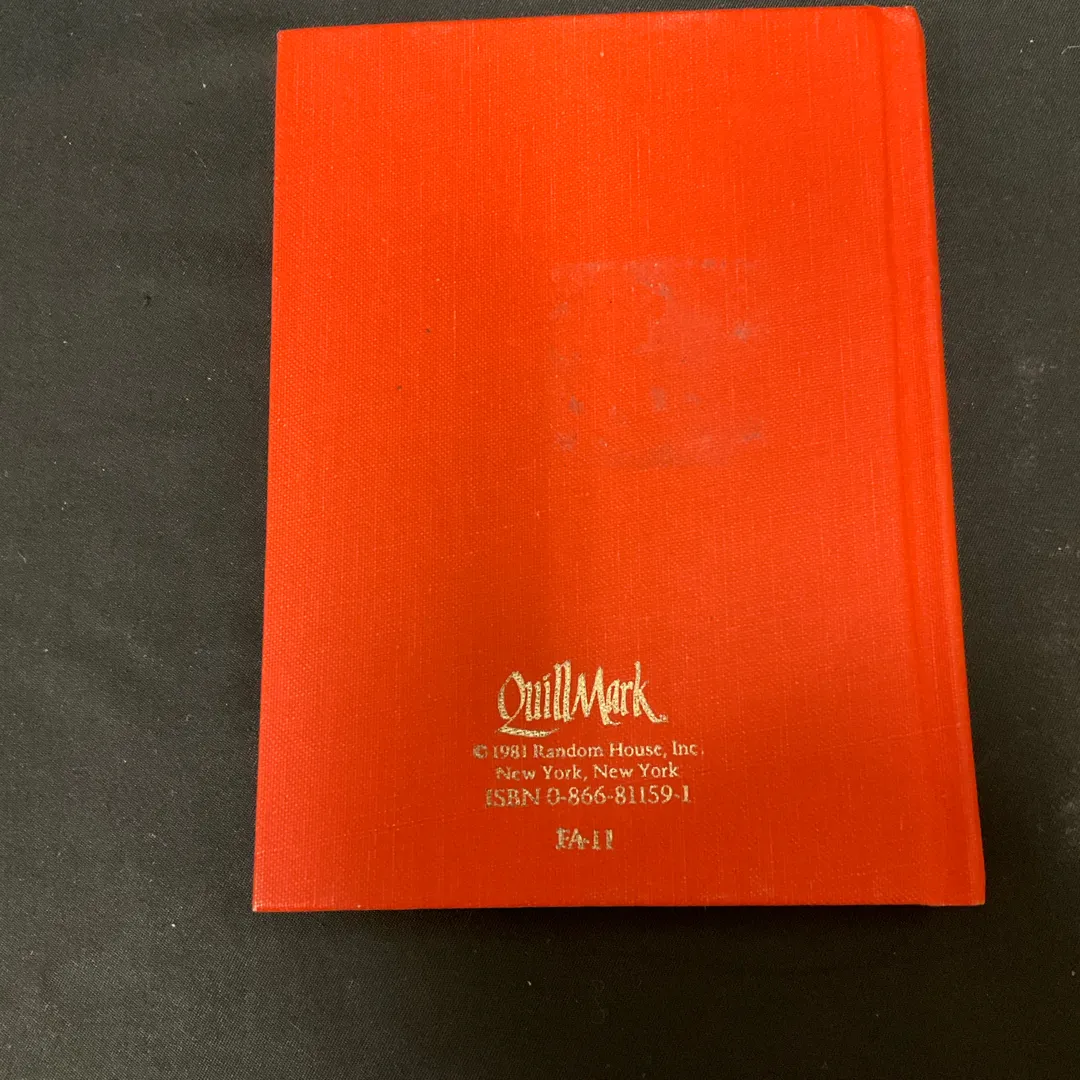 QuillMark
© 1981 Random House, Inc.
New York, New York
ISBN 0-866-81159-1
FA-11